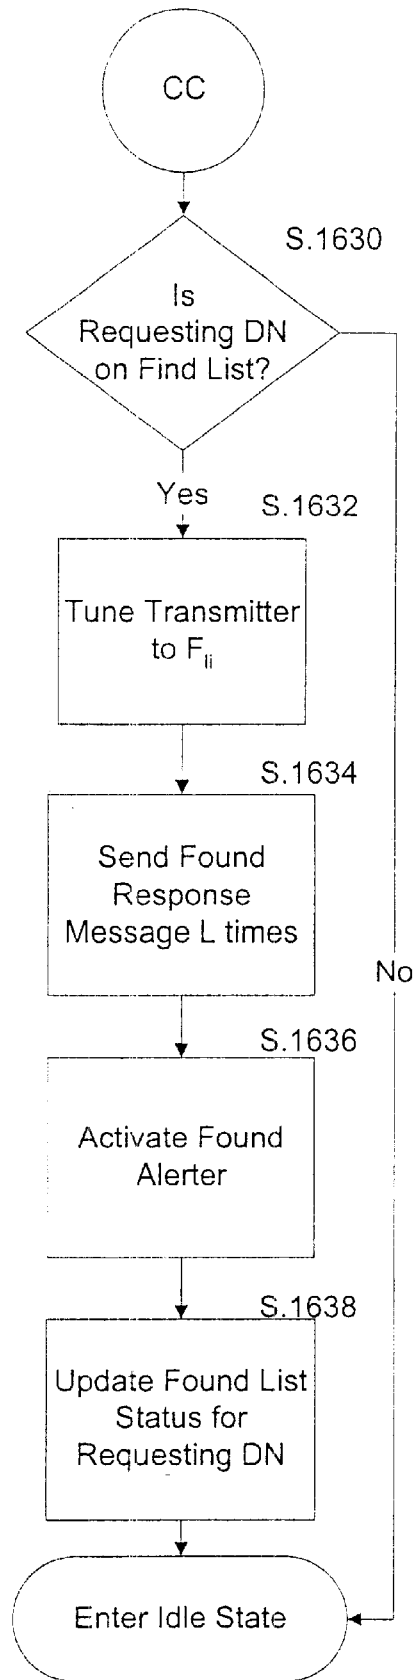 CC
S.1630
Is
Requesting DN
on Find List?
Yes
S.1632
Tune Transmitter
to Fli
S.1634
Send Found
Response
Message L times
No
S.1636
Activate Found
Alerter
S.1638
Update Found List
Status for
Requesting DN
Enter Idle State